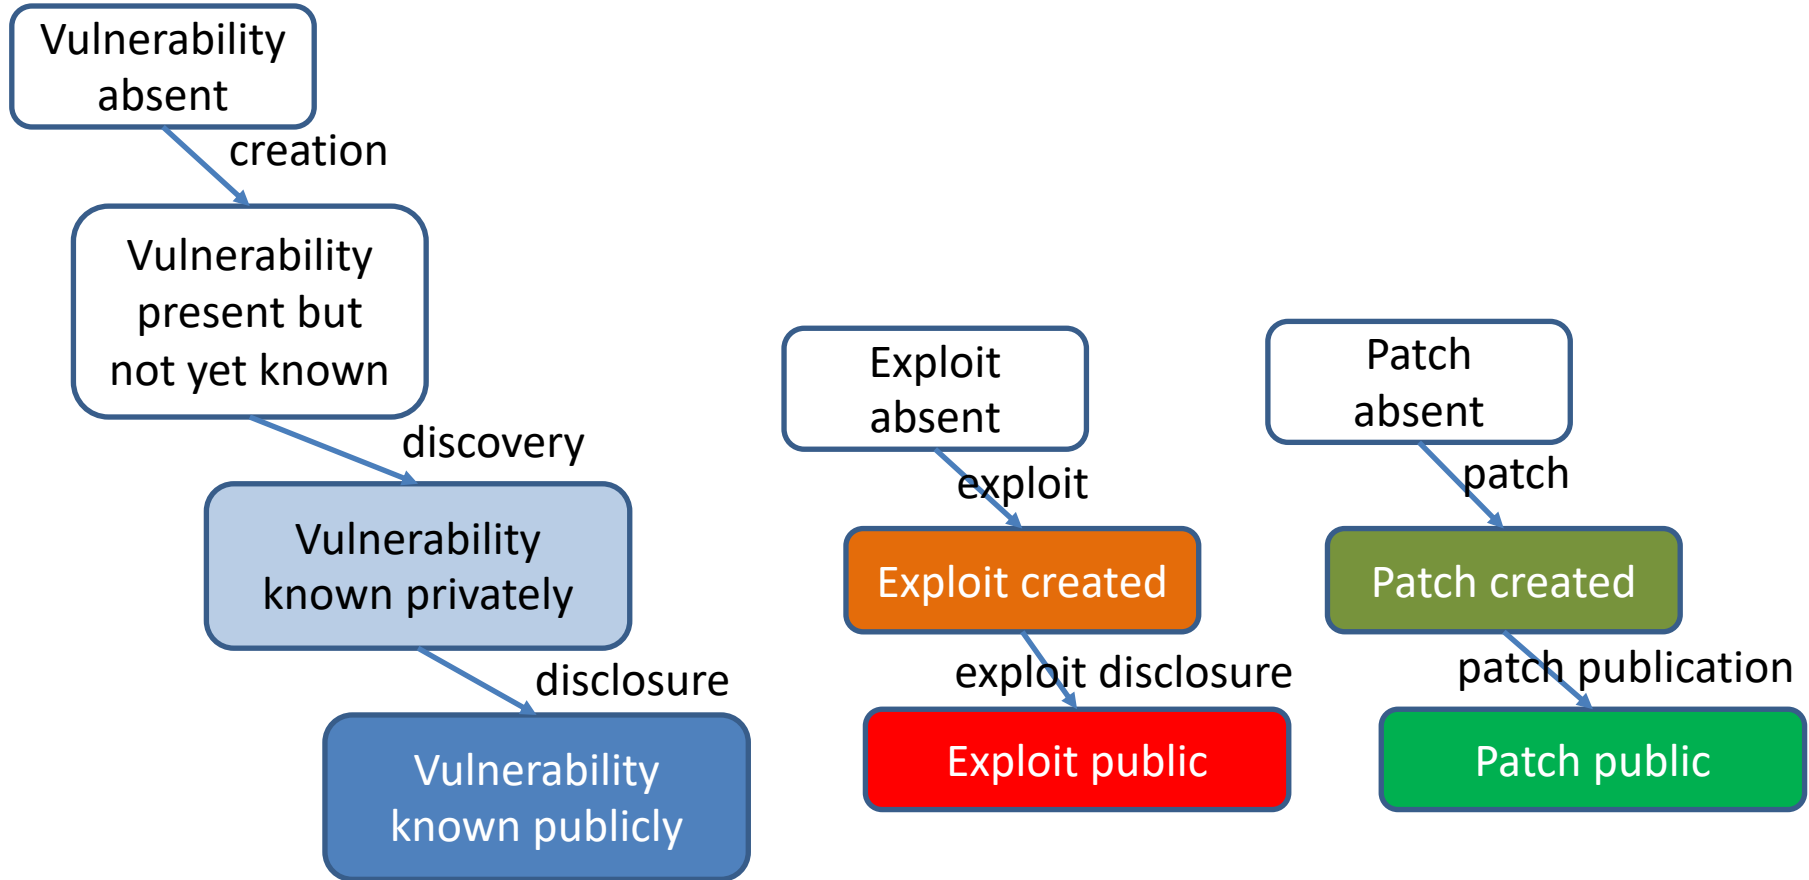 Vulnerability
absent
creation
Vulnerability
present but
not yet known
discovery
Vulnerability
known privately
disclosure
Vulnerability
known publicly
Exploit
absent
exploit
Exploit created
exploit disclosure
Exploit public
Patch
absent
patch
Patch created
patch publication
Patch public